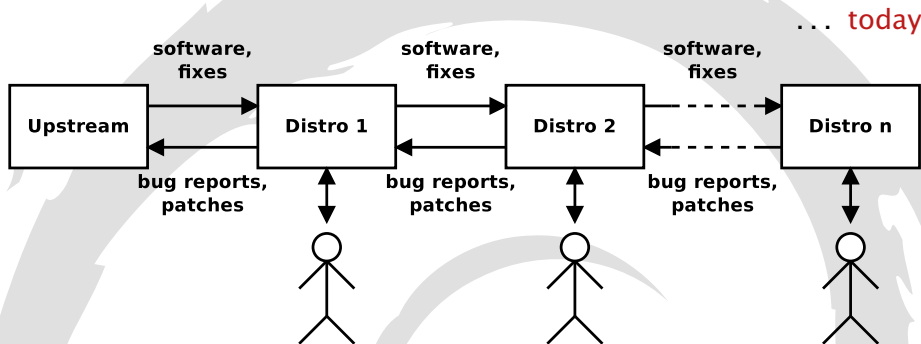 ... today
software,
fixes
software,
fixes
software,
fixes
Upstream
Distro 1
Distro 2
Distro n
bug reports,
patches
bug reports,
patches
bug reports,
patches